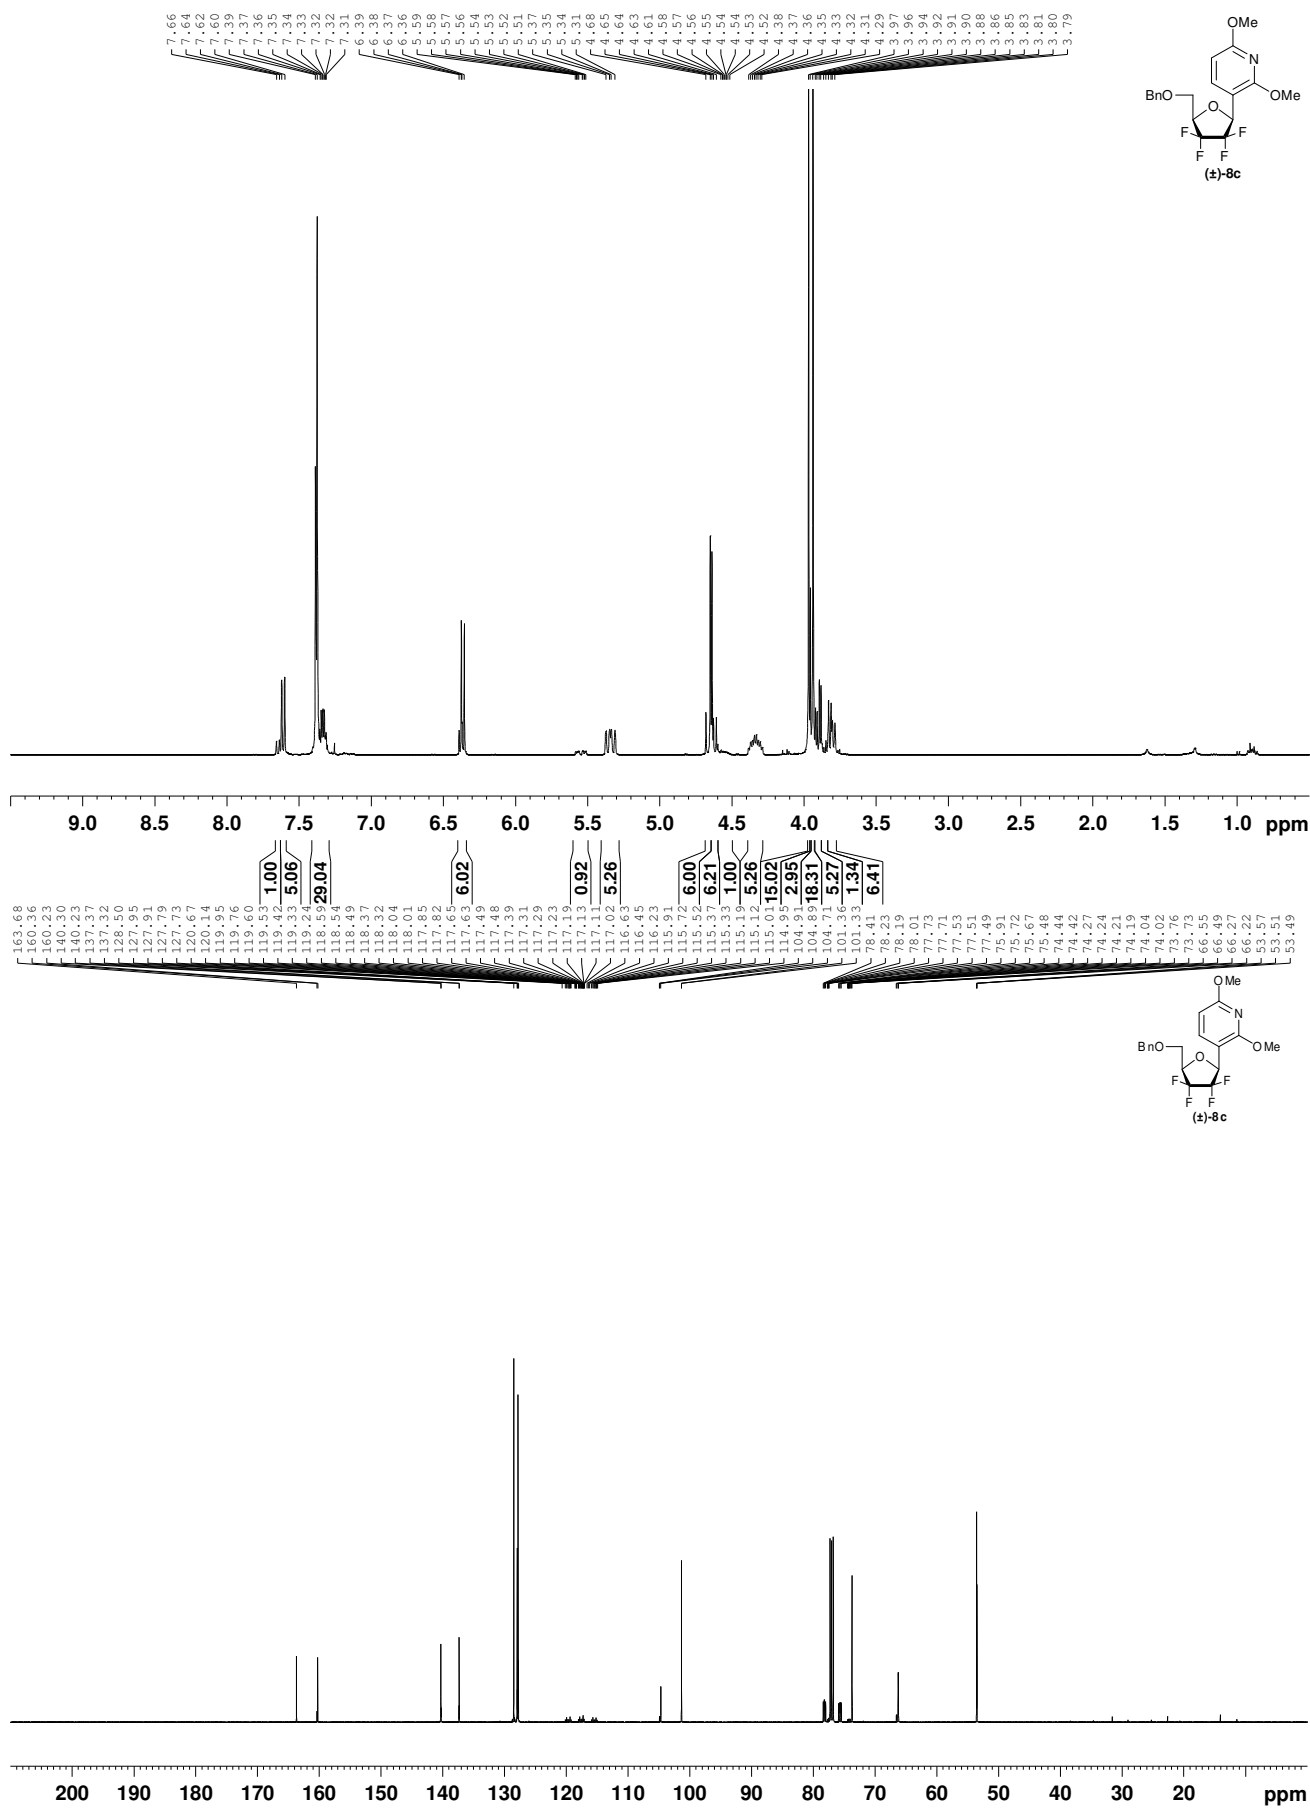 7.66 7.64 7.62 7.60 7.39 7.37 7.36 7.35 7.34 7.33 7.32 7.32 7.31 6.39 6.38 6.37 6.36 5.59 5.58 5.57 5.56 5.54 5.53 5.52 5.51 5.37 5.35 5.34 5.31 4.68 4.65 4.64 4.63 4.61 4.58 4.57 4.56 4.55 4.54 4.54 4.53 4.52 4.38 4.37 4.36 4.35 4.33 4.32 4.31 4.29 3.97 3.96 3.94 3.92 3.91 3.90 3.88 3.86 3.85 3.83 3.81 3.80 3.79
OMe
N
BnO
O
OMe
F
F
F
F
(±)-8c
9.0 8.5 8.0 7.5 7.0 6.5 6.0 5.5 5.0 4.5 4.0 3.5 3.0 2.5 2.0 1.5 1.0 ppm
1.00 5.06 29.04 6.02 0.92 5.26 6.00 6.21 1.00 5.26 15.02 2.95 18.31 5.27 1.34 6.41
163.68 160.36 160.23 140.30 140.23 137.37 137.32 128.50 127.95 127.91 127.79 127.73 120.67 120.14 119.95 119.76 119.60 119.53 119.42 119.33 119.24 118.59 118.54 118.49 118.37 118.32 118.04 118.01 117.85 117.82 117.65 117.63 117.49 117.48 117.39 117.31 117.29 117.23 117.19 117.13 117.11 117.02 116.63 116.45 116.23 115.91 115.72 115.52 115.37 115.33 115.19 115.12 115.01 114.95 104.91 104.89 104.71 101.36 101.33 78.41 78.23 78.19 78.01 77.73 77.71 77.53 77.51 77.49 75.91 75.72 75.67 75.48 74.44 74.42 74.27 74.24 74.21 74.19 74.04 74.02 73.76 73.73 66.55 66.49 66.27 66.22 53.57 53.51 53.49
OMe
N
BnO
O
OMe
F
F
F
F
(±)-8c
200 190 180 170 160 150 140 130 120 110 100 90 80 70 60 50 40 30 20 ppm